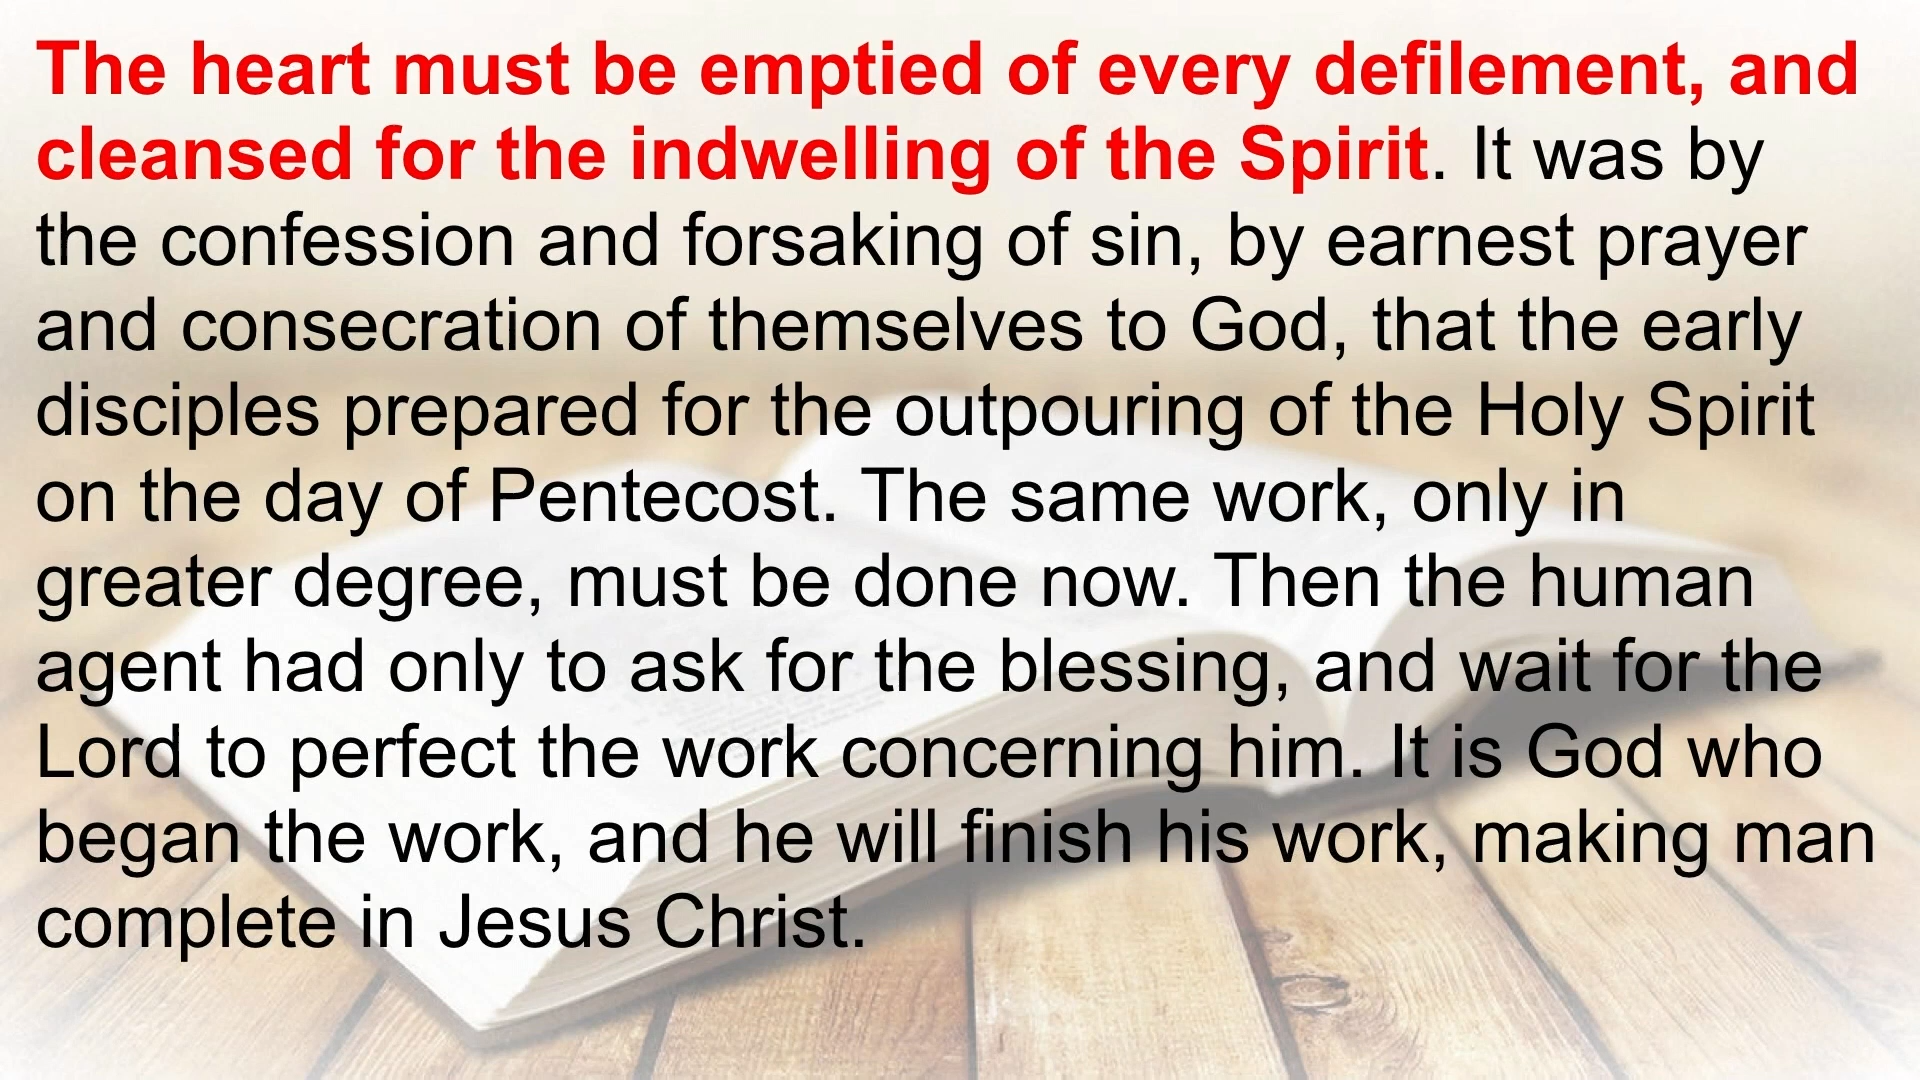 The heart must be emptied of every defilement, and
cleansed for the indwelling of the Spirit. It was by
the confession and forsaking of sin, by earnest prayer
and consecration of themselves to God, that the early
disciples prepared for the outpouring of the Holy Spirit
on the day of Pentecost. The same work, only in
greater degree, must be done now. Then the human
agent had only to ask for the blessing, and wait for the
Lord to perfect the work concerning him. It is God who
began the work, and he will finish his work, making man
complete in Jesus Christ.